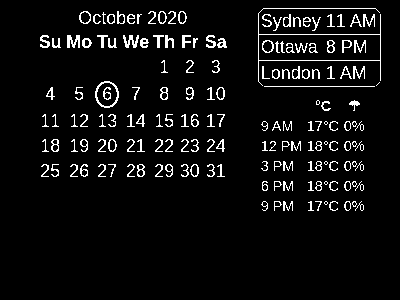 October 2020
Su Mo Tu We Th Fr Sa
1 2 3
4 5 6 7 8 9 10
11 12 13 14 15 16 17
18 19 20 21 22 23 24
25 26 27 28 29 30 31
Sydney 11 AM
Ottawa 8 PM
London 1 AM
°C ☂
9 AM 17°C 0%
12 PM 18°C 0%
3 PM 18°C 0%
6 PM 18°C 0%
9 PM 17°C 0%